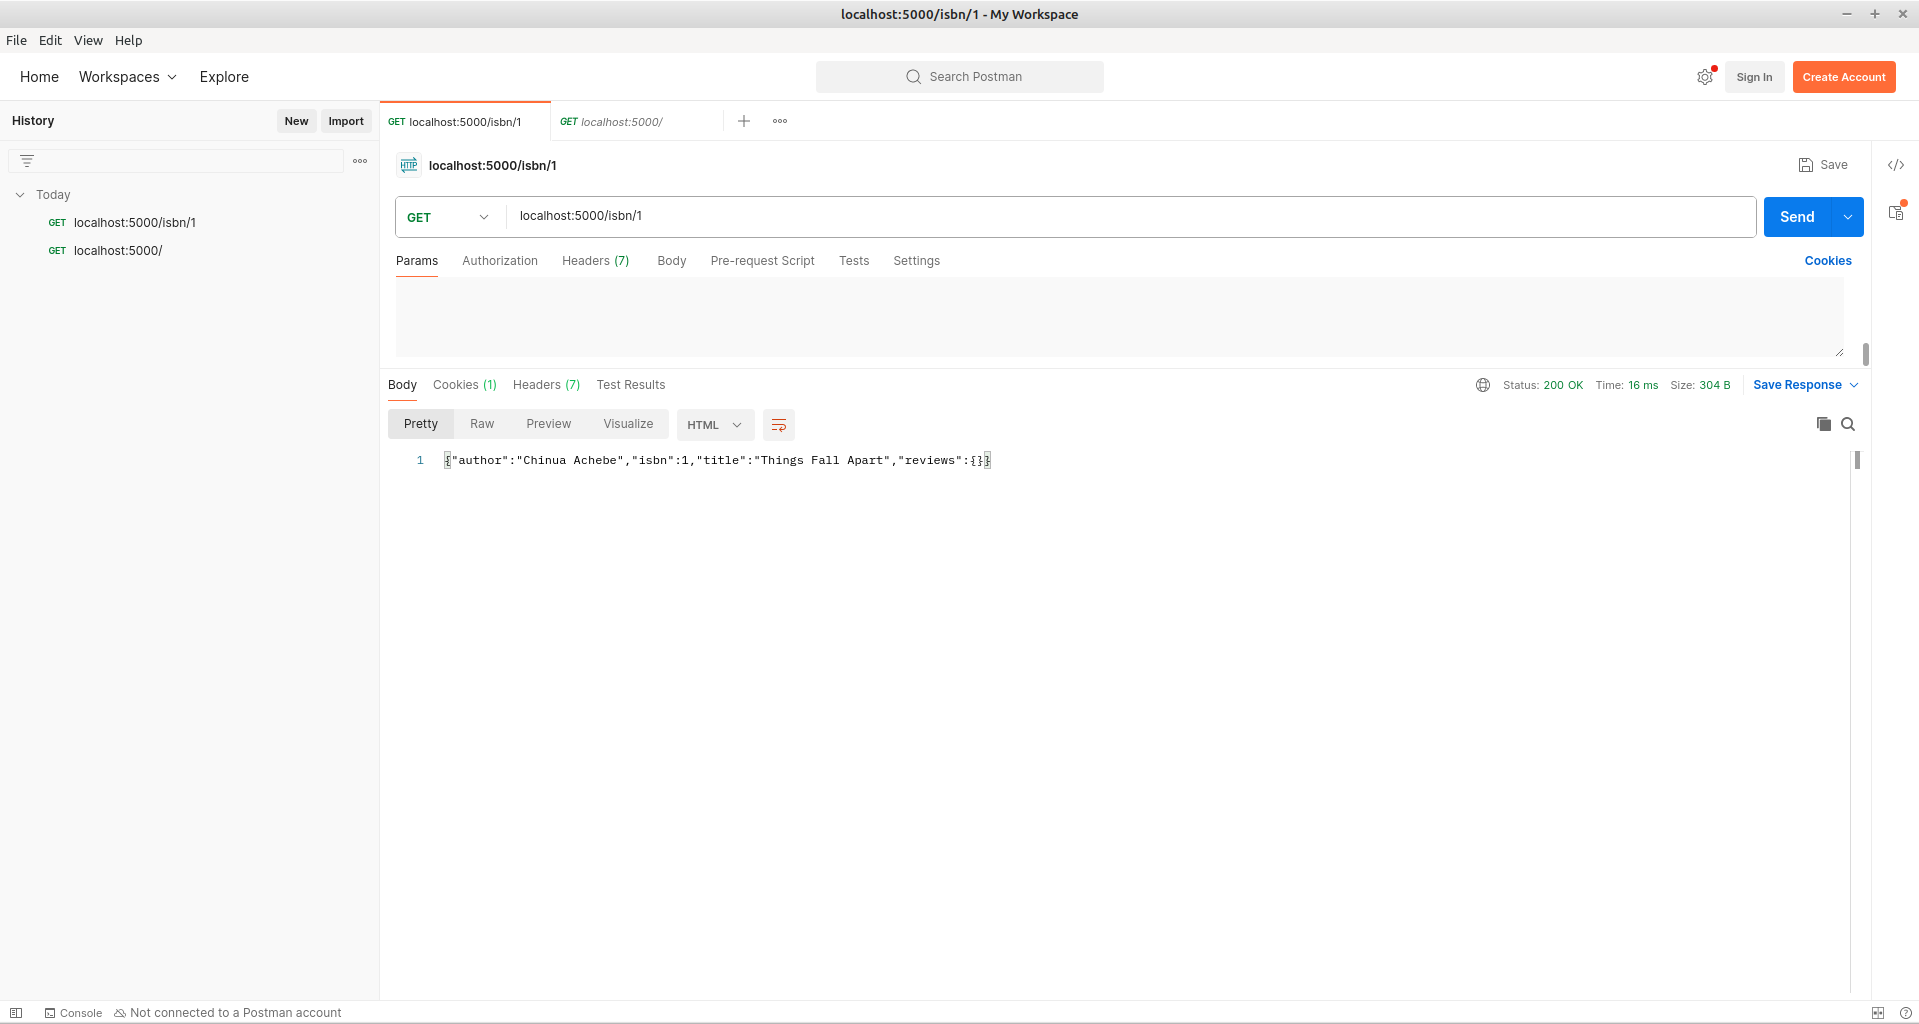 localhost:5000/isbn/1 - My Workspace
File Edit View Help
Home Workspaces Explore Search Postman Sign In Create Account
History New Import
GET localhost:5000/isbn/1 GET localhost:5000/
HTTP localhost:5000/isbn/1 Save
Today
GET localhost:5000/isbn/1
GET localhost:5000/
GET localhost:5000/isbn/1 Send
Params Authorization Headers (7) Body Pre-request Script Tests Settings Cookies
Body Cookies (1) Headers (7) Test Results Status: 200 OK Time: 16 ms Size: 304 B Save Response
Pretty Raw Preview Visualize HTML
1 {"author":"Chinua Achebe","isbn":1,"title":"Things Fall Apart","reviews":{}}
Console Not connected to a Postman account